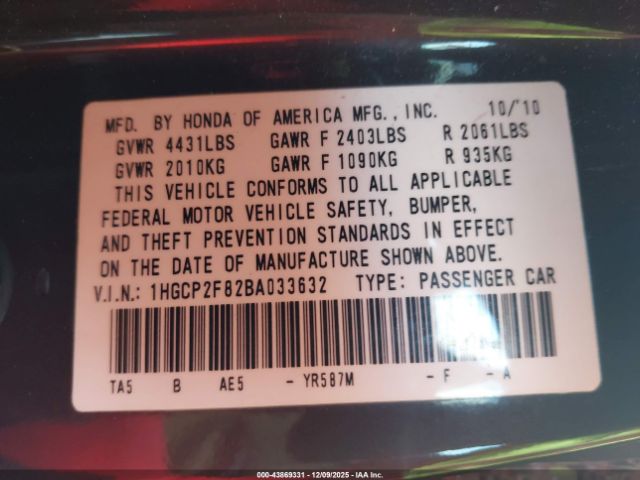 MFD. BY HONDA OF AMERICA MFG., INC. 10/'10
GVWR 4431LBS GAWR F 2403LBS R 2061LBS
GVWR 2010KG GAWR F 1090KG R 935KG
THIS VEHICLE CONFORMS TO ALL APPLICABLE
FEDERAL MOTOR VEHICLE SAFETY, BUMPER,
AND THEFT PREVENTION STANDARDS IN EFFECT
ON THE DATE OF MANUFACTURE SHOWN ABOVE.
V.I.N.: 1HGCP2F82BA033632 TYPE: PASSENGER CAR
TA5 B AE5 - YR587M - F - A
000-43869331 - 12/09/2025 - IAA Inc.